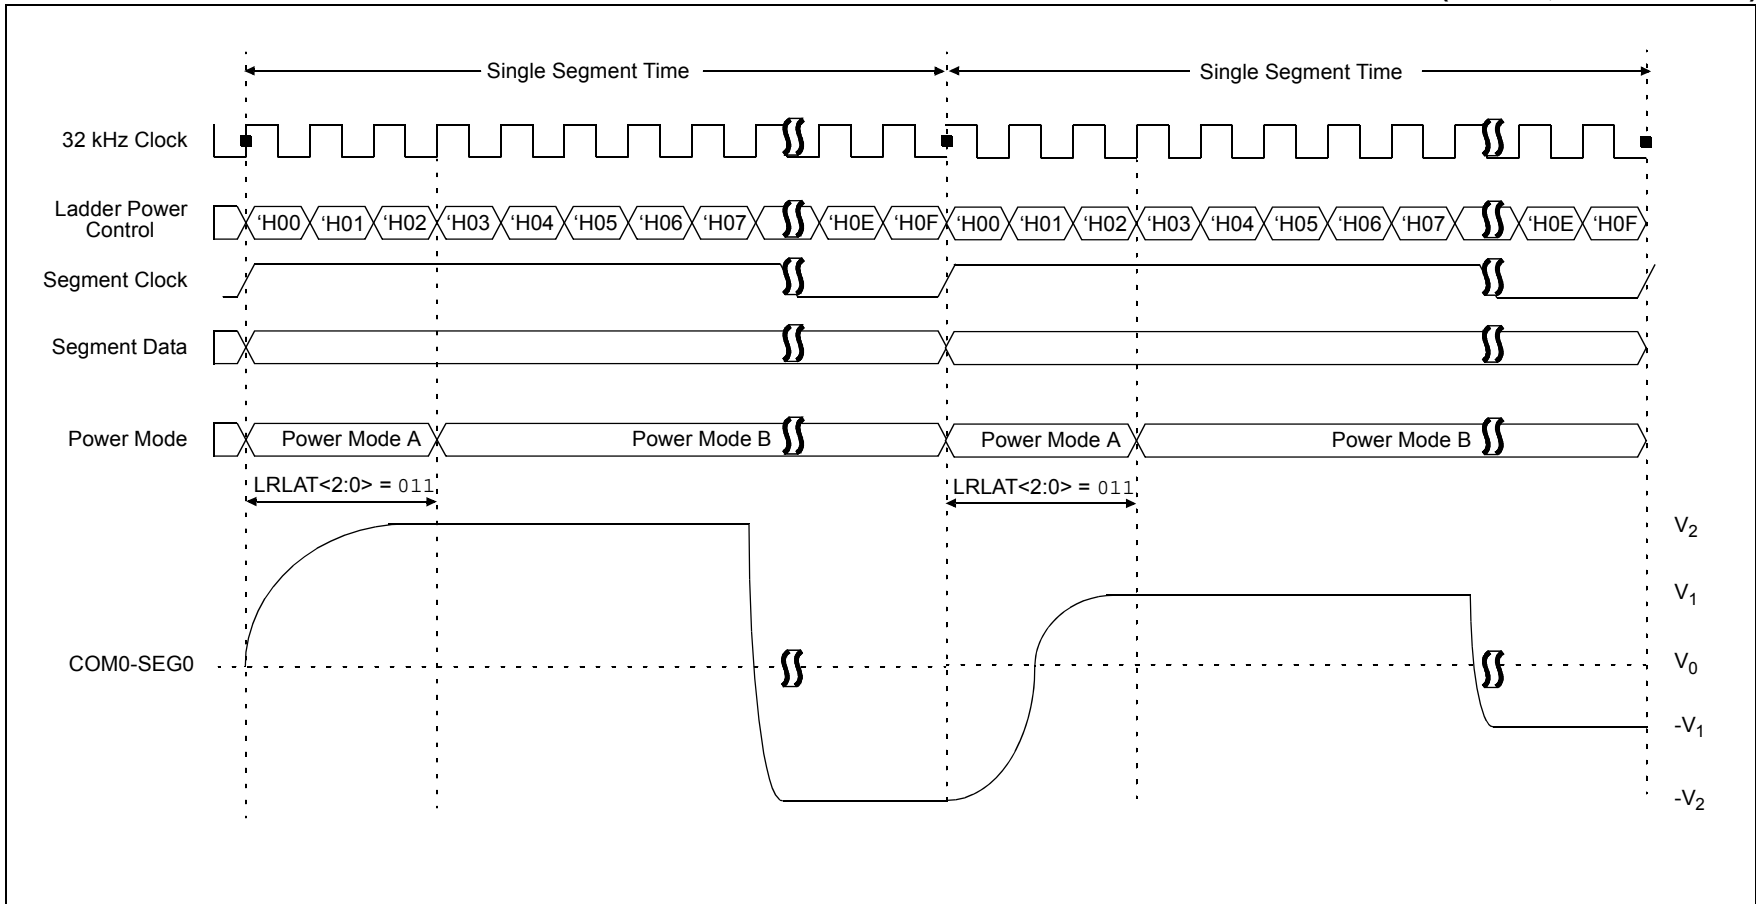 Single Segment Time
Single Segment Time
32 kHz Clock
Ladder Power
Control
‘H00 ‘H01 ‘H02 ‘H03 ‘H04 ‘H05 ‘H06 ‘H07 ‘H0E ‘H0F ‘H00 ‘H01 ‘H02 ‘H03 ‘H04 ‘H05 ‘H06 ‘H07 ‘H0E ‘H0F
Segment Clock
Segment Data
Power Mode
Power Mode A
Power Mode B
Power Mode A
Power Mode B
LRLAT<2:0> = 011
LRLAT<2:0> = 011
V2
V1
COM0-SEG0
V0
-V1
-V2